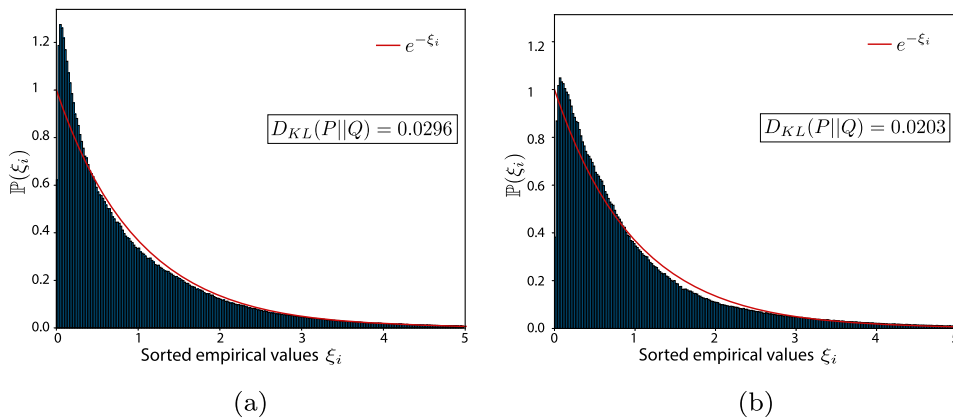 1.2
1
0.8
0.6
0.4
0.2
0.0
ℙ(ξ_i)
e^{−ξ_i}
D_{KL}(P||Q) = 0.0296
0 1 2 3 4 5
Sorted empirical values ξ_i
(a)
1.2
1.0
0.8
0.6
0.4
0.2
0.0
ℙ(ξ_i)
e^{−ξ_i}
D_{KL}(P||Q) = 0.0203
0 1 2 3 4 5
Sorted empirical values ξ_i
(b)